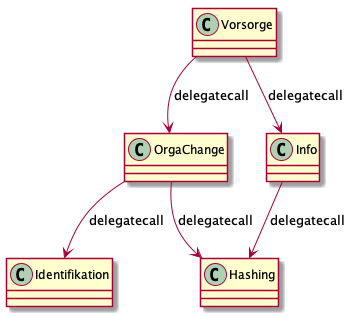 C Vorsorge
delegatecall
delegatecall
C OrgaChange
C Info
delegatecall
delegatecall
delegatecall
C Identifikation
C Hashing